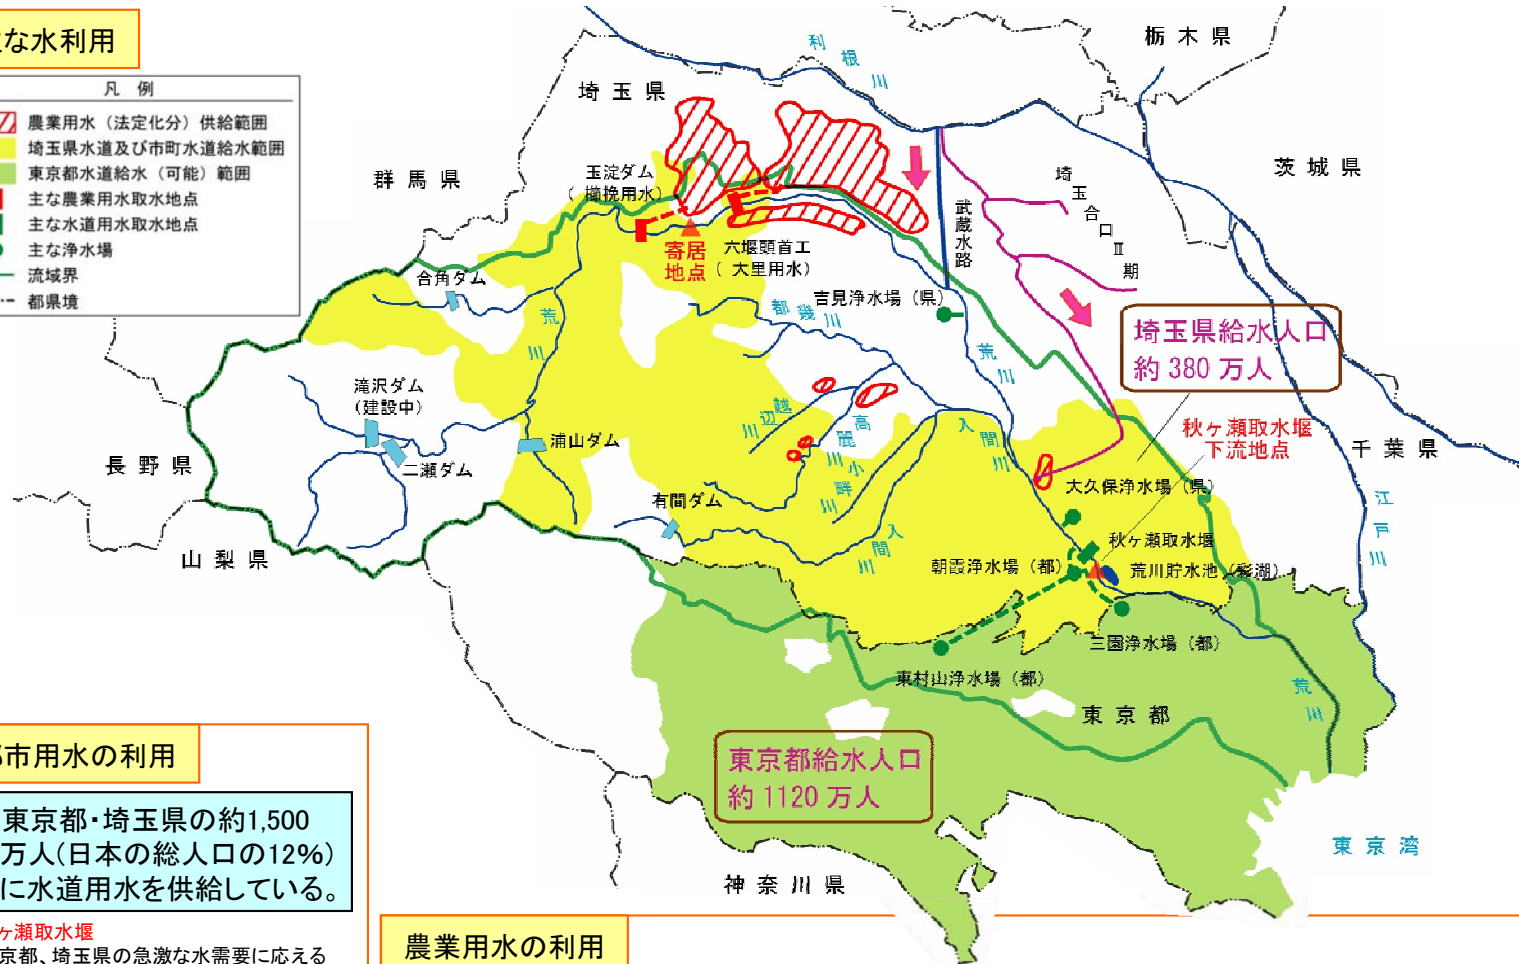 な水利用
凡 例
農業用水（法定化分）供給範囲
埼玉県水道及び市町水道給水範囲
東京都水道給水（可能）範囲
主な農業用水取水地点
主な水道用水取水地点
主な浄水場
流域界
都県境
栃木県
利根川
埼玉県
群馬県
茨城県
玉淀ダム
（ 櫛挽用水）
埼玉合口Ⅱ期
武蔵水路
寄居
地点
六堰頭首工
（ 大里用水）
合角ダム
吉見浄水場（県）
都幾川
荒川
荒川
埼玉県給水人口
約 380 万人
滝沢ダム
（建設中）
越辺川
高麗川
小畔川
入間川
秋ヶ瀬取水堰
下流地点
千葉県
浦山ダム
長野県
二瀬ダム
大久保浄水場（県）
有間ダム
江戸川
入間川
秋ヶ瀬取水堰
山梨県
朝霞浄水場（都）
荒川貯水池（彩湖）
三園浄水場（都）
東村山浄水場（都）
荒川
東京都
市用水の利用
東京都給水人口
約 1120 万人
東京都・埼玉県の約1,500
万人(日本の総人口の12%)
に水道用水を供給している。
東京湾
神奈川県
ヶ瀬取水堰
京都、埼玉県の急激な水需要に応える
農業用水の利用